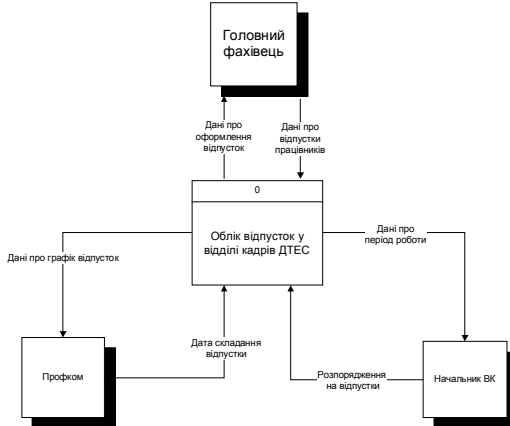 Головний
фахівець
Дані про
оформлення
відпусток
Дані про
відпустки
працівників
0
Облік відпусток у
відділі кадрів ДТЕС
Дані про
період роботи
Дані про графік відпусток
Дата складання
відпустки
Розпорядження
на відпустки
Профком
Начальник ВК